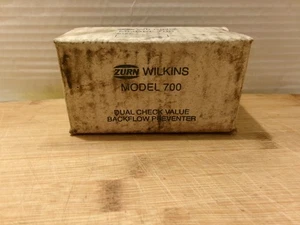 ZURN WILKINS
MODEL 700
DUAL CHECK VALVE
BACKFLOW PREVENTER